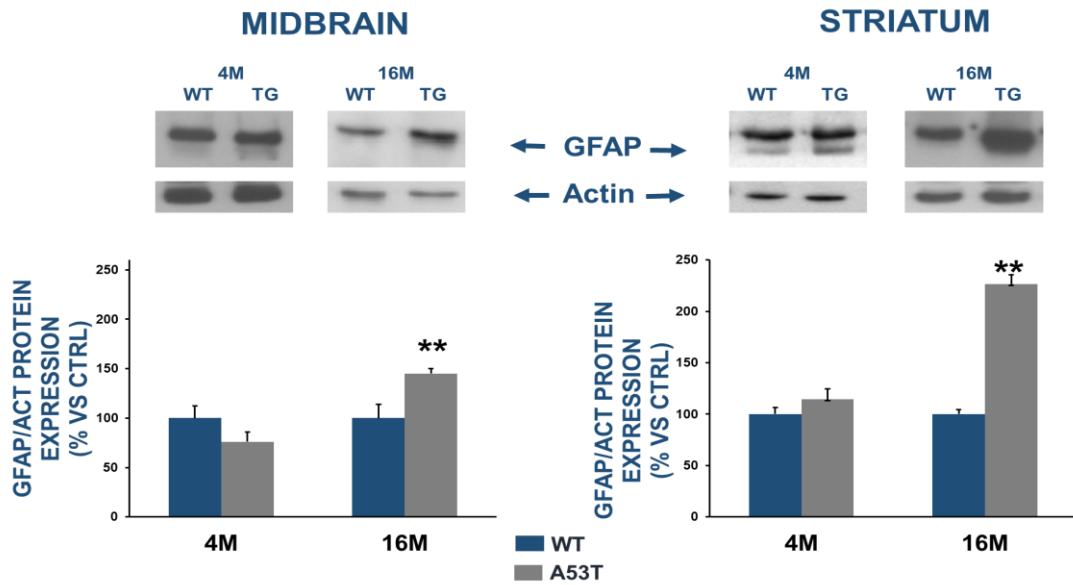 MIDBRAIN
STRIATUM
4M
16M
4M
16M
WT TG
WT TG
WT TG
WT TG
GFAP
Actin
GFAP/ACT PROTEIN
EXPRESSION
(% VS CTRL)
250
200
150
100
50
0
**
4M
16M
GFAP/ACT PROTEIN
EXPRESSION
(% VS CTRL)
250
200
150
100
50
0
**
4M
16M
WT
A53T